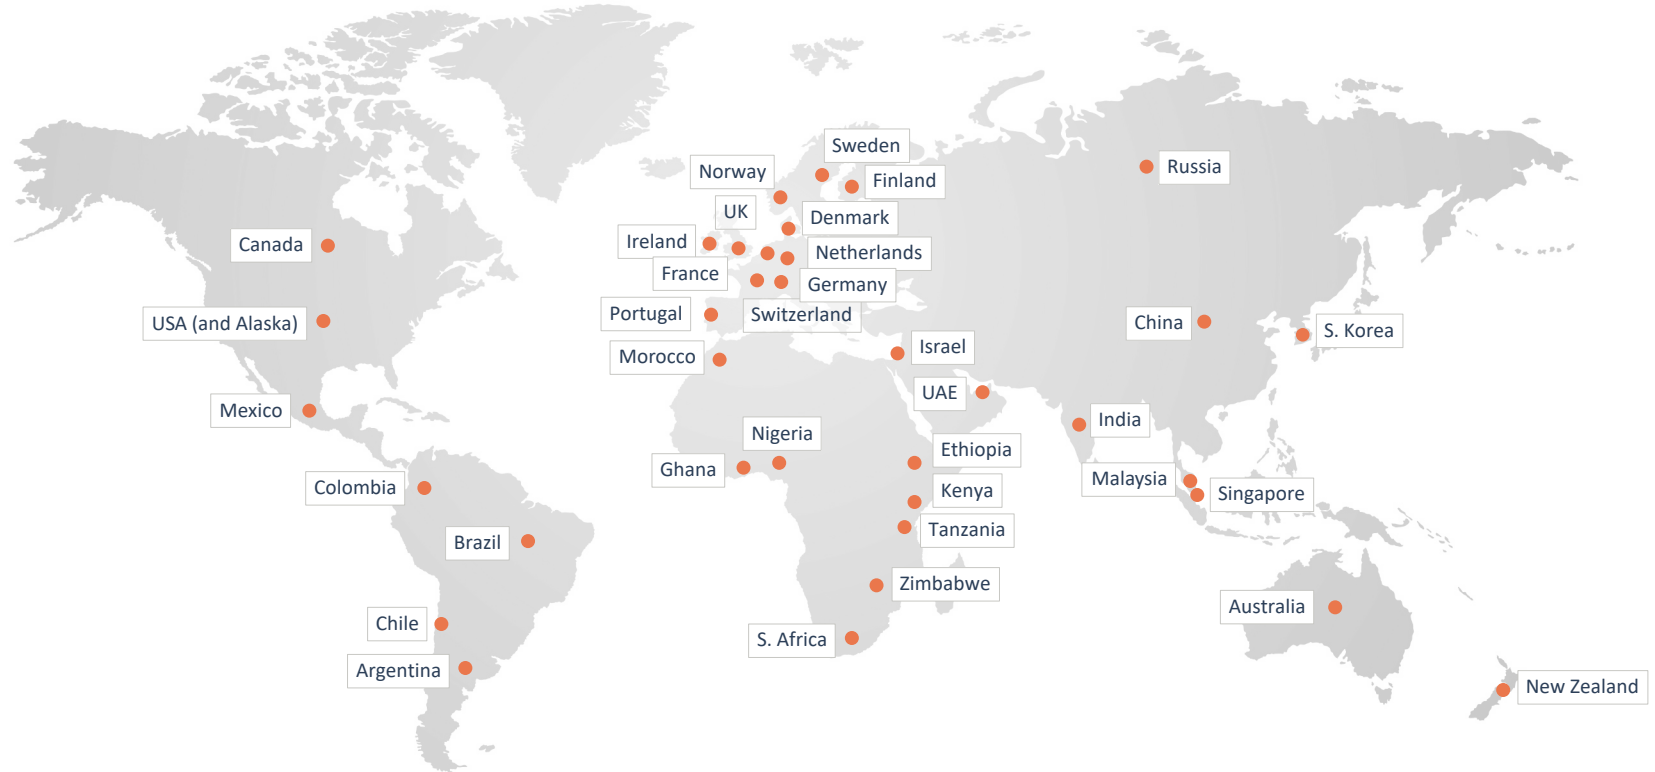 Sweden
Norway
Russia
Finland
UK
Denmark
Ireland
Canada
Netherlands
France
Germany
Portugal
Switzerland
USA (and Alaska)
China
S. Korea
Israel
Morocco
UAE
Mexico
India
Nigeria
Ethiopia
Ghana
Malaysia
Colombia
Kenya
Singapore
Tanzania
Brazil
Zimbabwe
Australia
Chile
S. Africa
Argentina
New Zealand